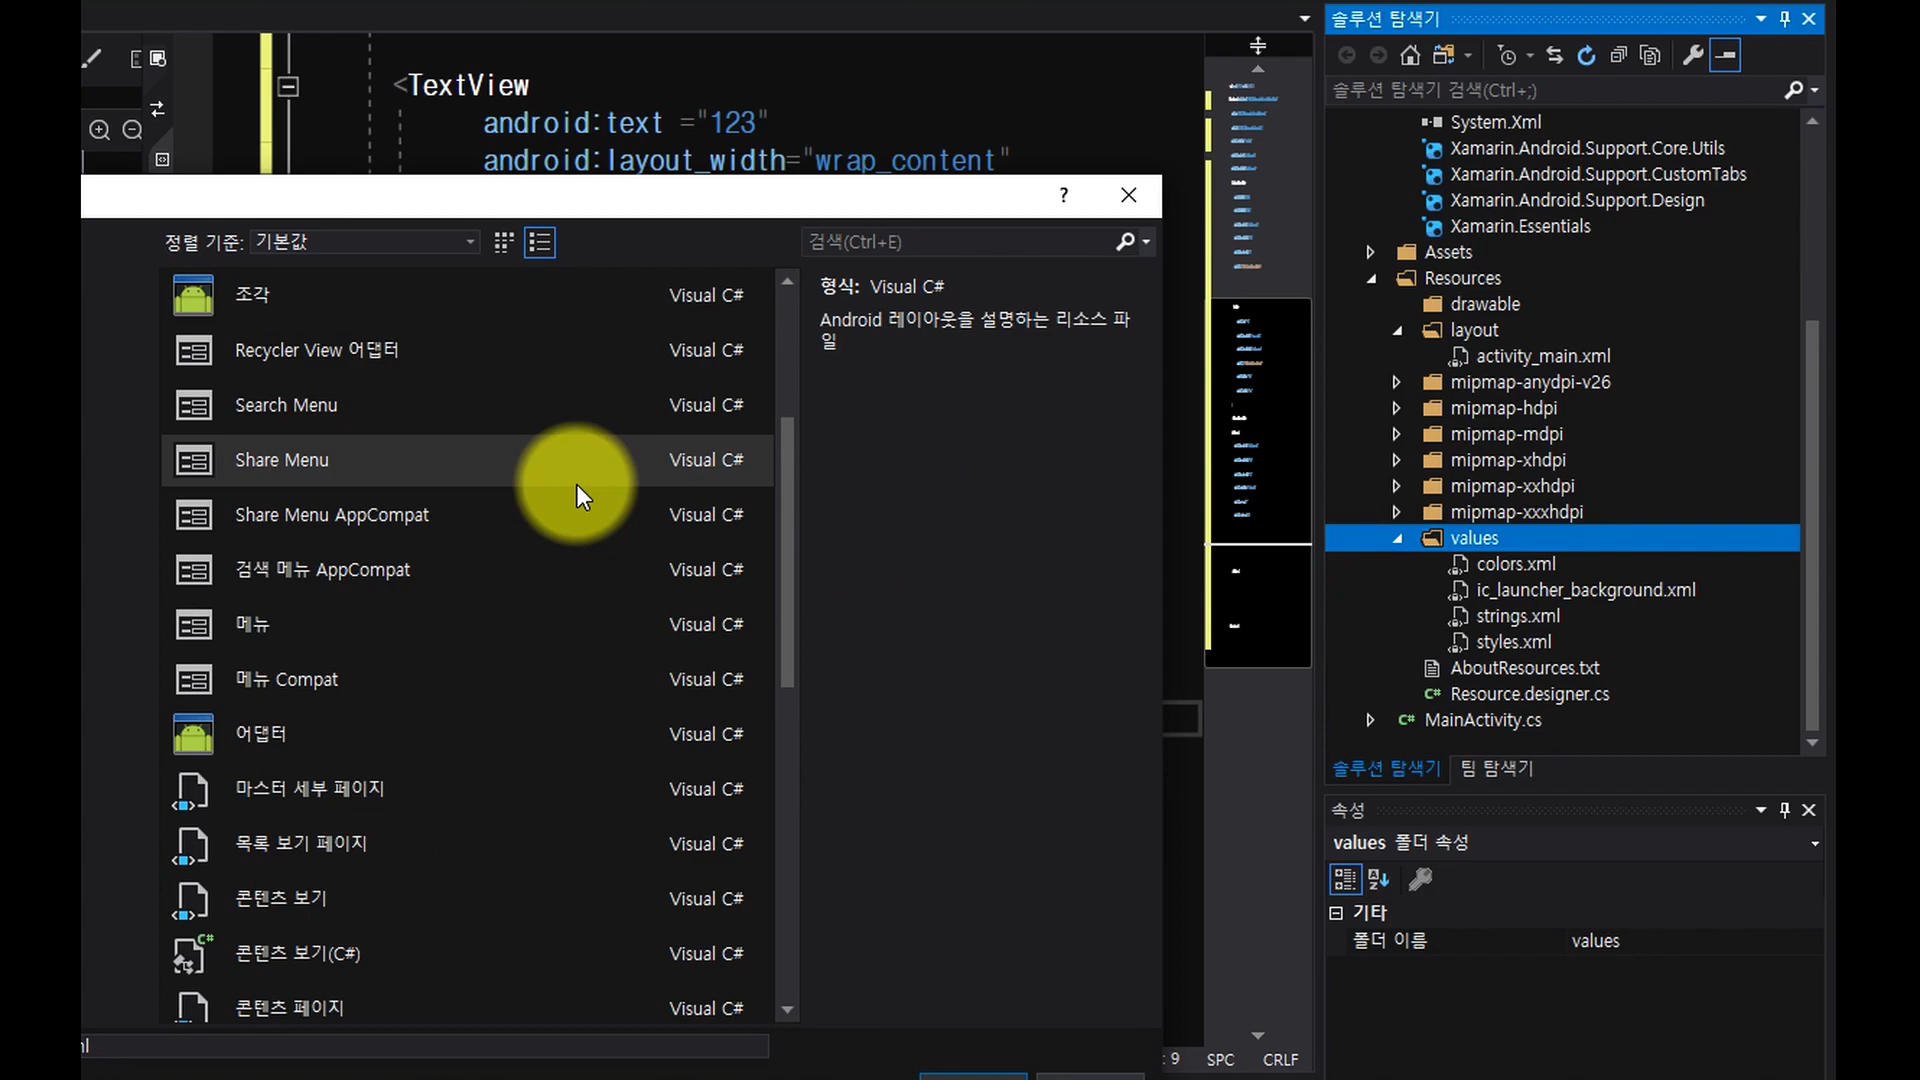 <TextView
android:text ="123"
android:layout_width="wrap_content"
?
정렬 기준: 기본값
검색(Ctrl+E)
조각 Visual C#
Recycler View 어댑터 Visual C#
Search Menu Visual C#
Share Menu Visual C#
Share Menu AppCompat Visual C#
검색 메뉴 AppCompat Visual C#
메뉴 Visual C#
메뉴 Compat Visual C#
어댑터 Visual C#
마스터 세부 페이지 Visual C#
목록 보기 페이지 Visual C#
콘텐츠 보기 Visual C#
콘텐츠 보기(C#) Visual C#
콘텐츠 페이지 Visual C#
형식: Visual C#
Android 레이아웃을 설명하는 리소스 파
일
: 9 SPC CRLF
솔루션 탐색기
솔루션 탐색기 검색(Ctrl+;)
System.Xml
Xamarin.Android.Support.Core.Utils
Xamarin.Android.Support.CustomTabs
Xamarin.Android.Support.Design
Xamarin.Essentials
Assets
Resources
drawable
layout
activity_main.xml
mipmap-anydpi-v26
mipmap-hdpi
mipmap-mdpi
mipmap-xhdpi
mipmap-xxhdpi
mipmap-xxxhdpi
values
colors.xml
ic_launcher_background.xml
strings.xml
styles.xml
AboutResources.txt
C# Resource.designer.cs
C# MainActivity.cs
솔루션 탐색기 팀 탐색기
속성
values 폴더 속성
기타
폴더 이름 values